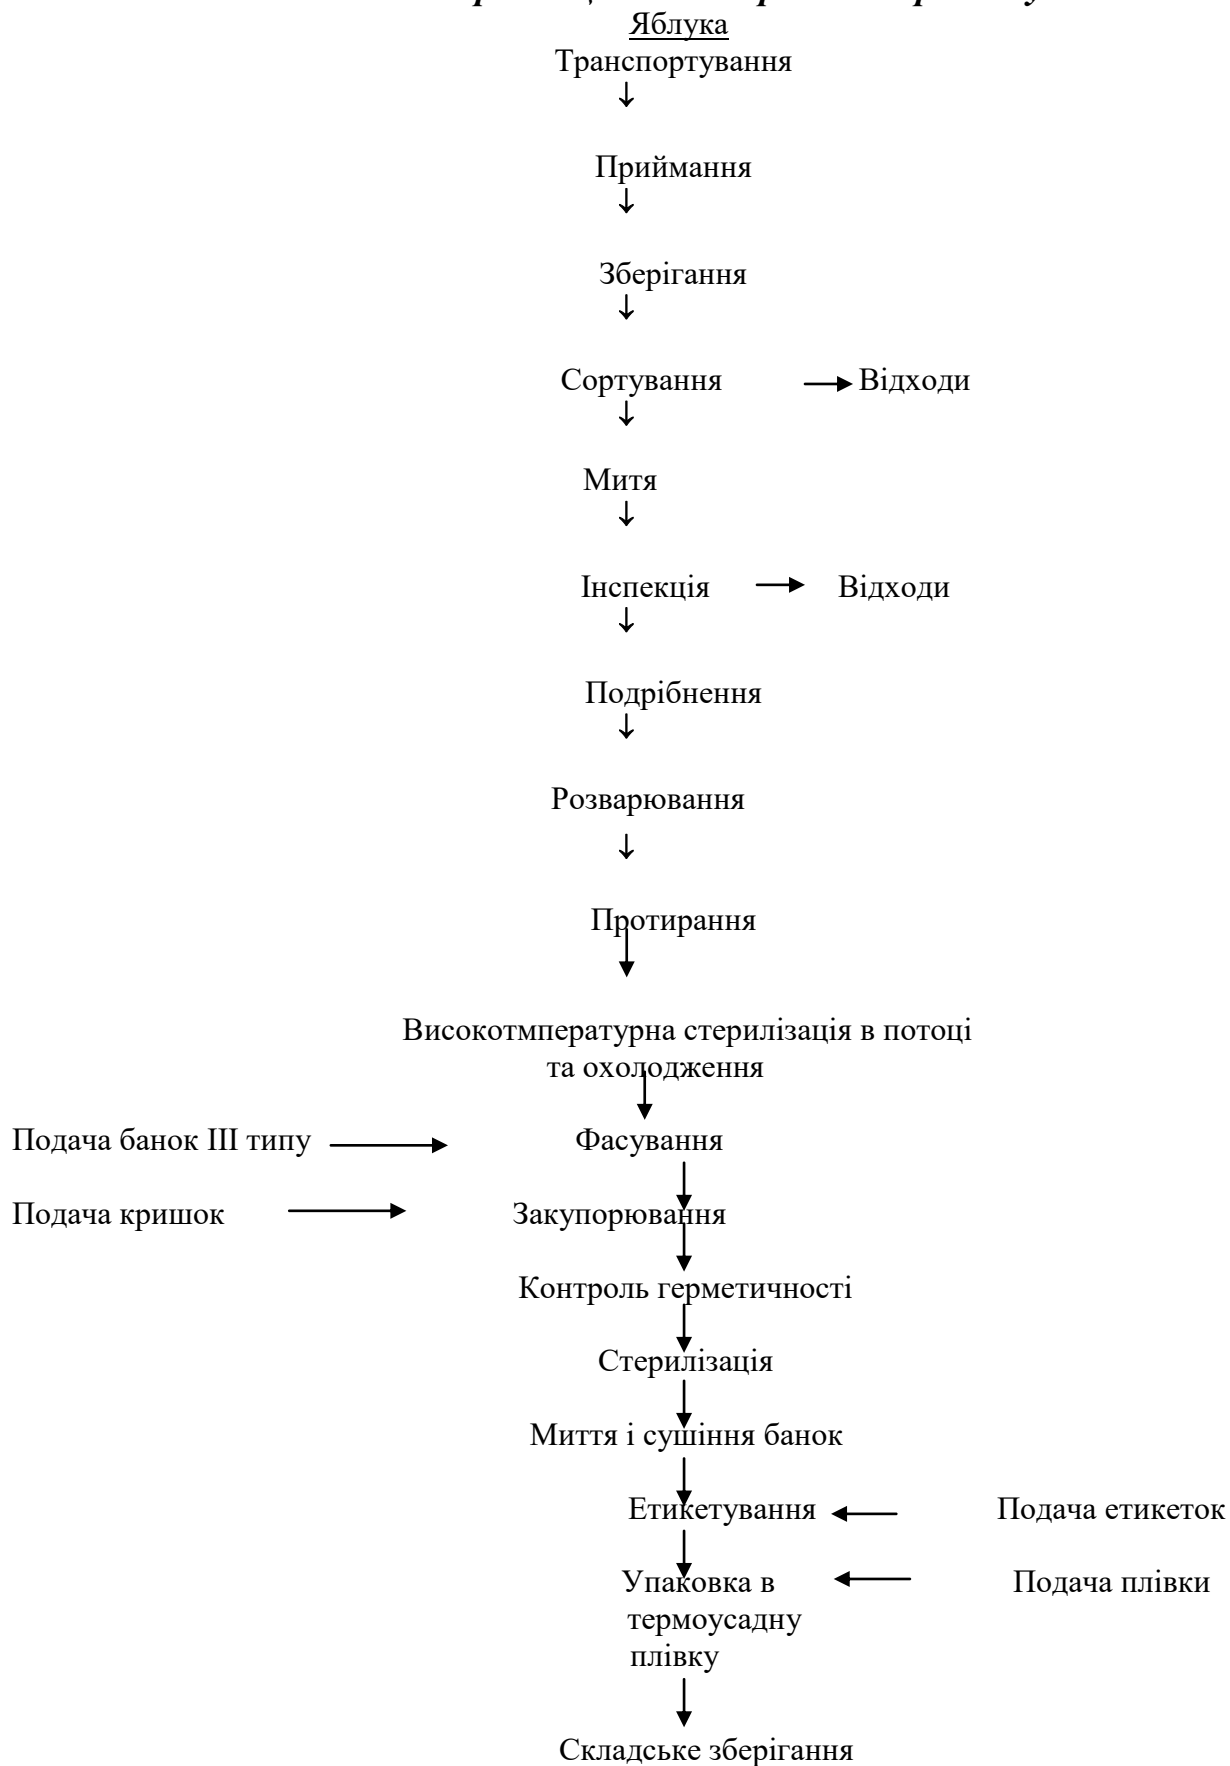 Яблука
Транспортування
Приймання
Зберігання
Сортування Відходи
Митя
Інспекція Відходи
Подрібнення
Розварювання
Протирання
Високотмпературна стерилізація в потоці
та охолодження
Подача банок III типу Фасування
Подача кришок Закупорювання
Контроль герметичності
Стерилізація
Миття і сушіння банок
Етикетування Подача етикеток
Упаковка в Подача плівки
термоусадну
плівку
Складське зберігання